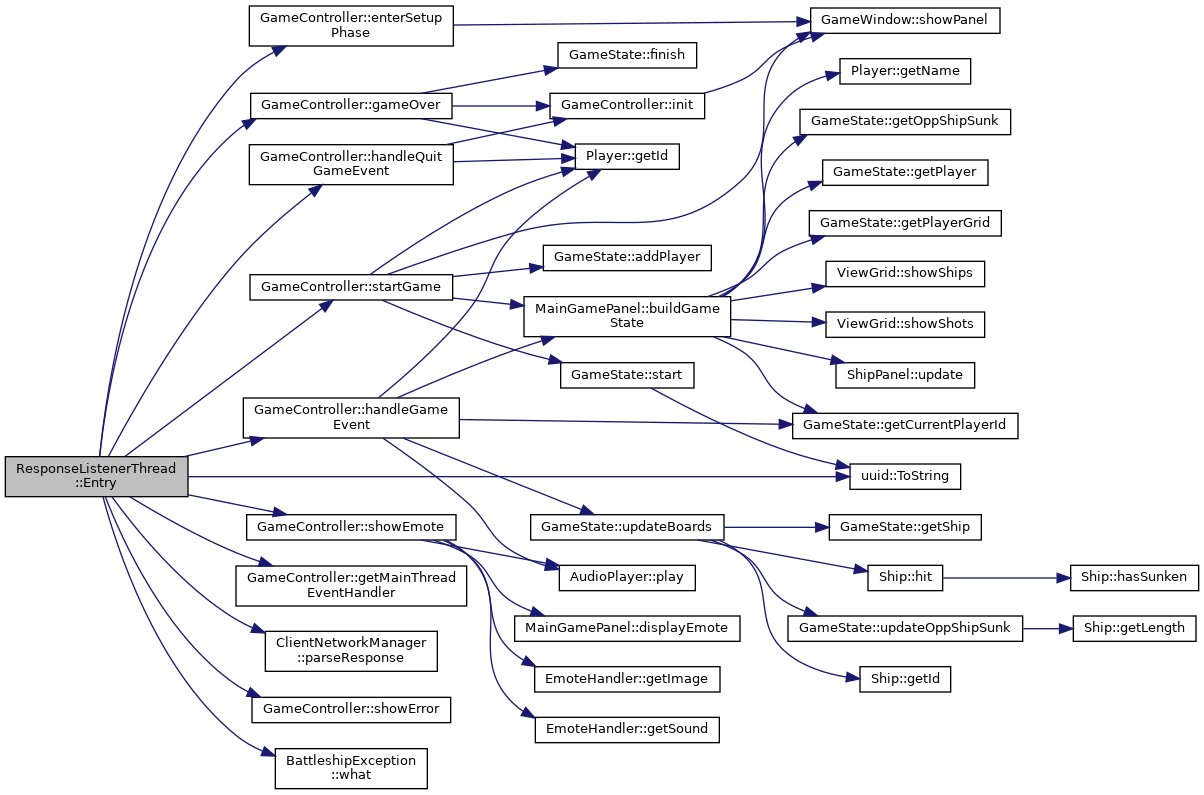 GameController::enterSetup
Phase
GameWindow::showPanel
GameState::finish
Player::getName
GameController::gameOver
GameController::init
GameState::getOppShipSunk
GameController::handleQuit
GameEvent
Player::getId
GameState::getPlayer
GameState::getPlayerGrid
GameState::addPlayer
ViewGrid::showShips
GameController::startGame
MainGamePanel::buildGame
State
ViewGrid::showShots
GameState::start
ShipPanel::update
GameController::handleGame
Event
GameState::getCurrentPlayerId
ResponseListenerThread
::Entry
uuid::ToString
GameController::showEmote
GameState::updateBoards
GameState::getShip
GameController::getMainThread
EventHandler
AudioPlayer::play
Ship::hit
Ship::hasSunken
MainGamePanel::displayEmote
GameState::updateOppShipSunk
Ship::getLength
ClientNetworkManager
::parseResponse
EmoteHandler::getImage
Ship::getId
GameController::showError
EmoteHandler::getSound
BattleshipException
::what